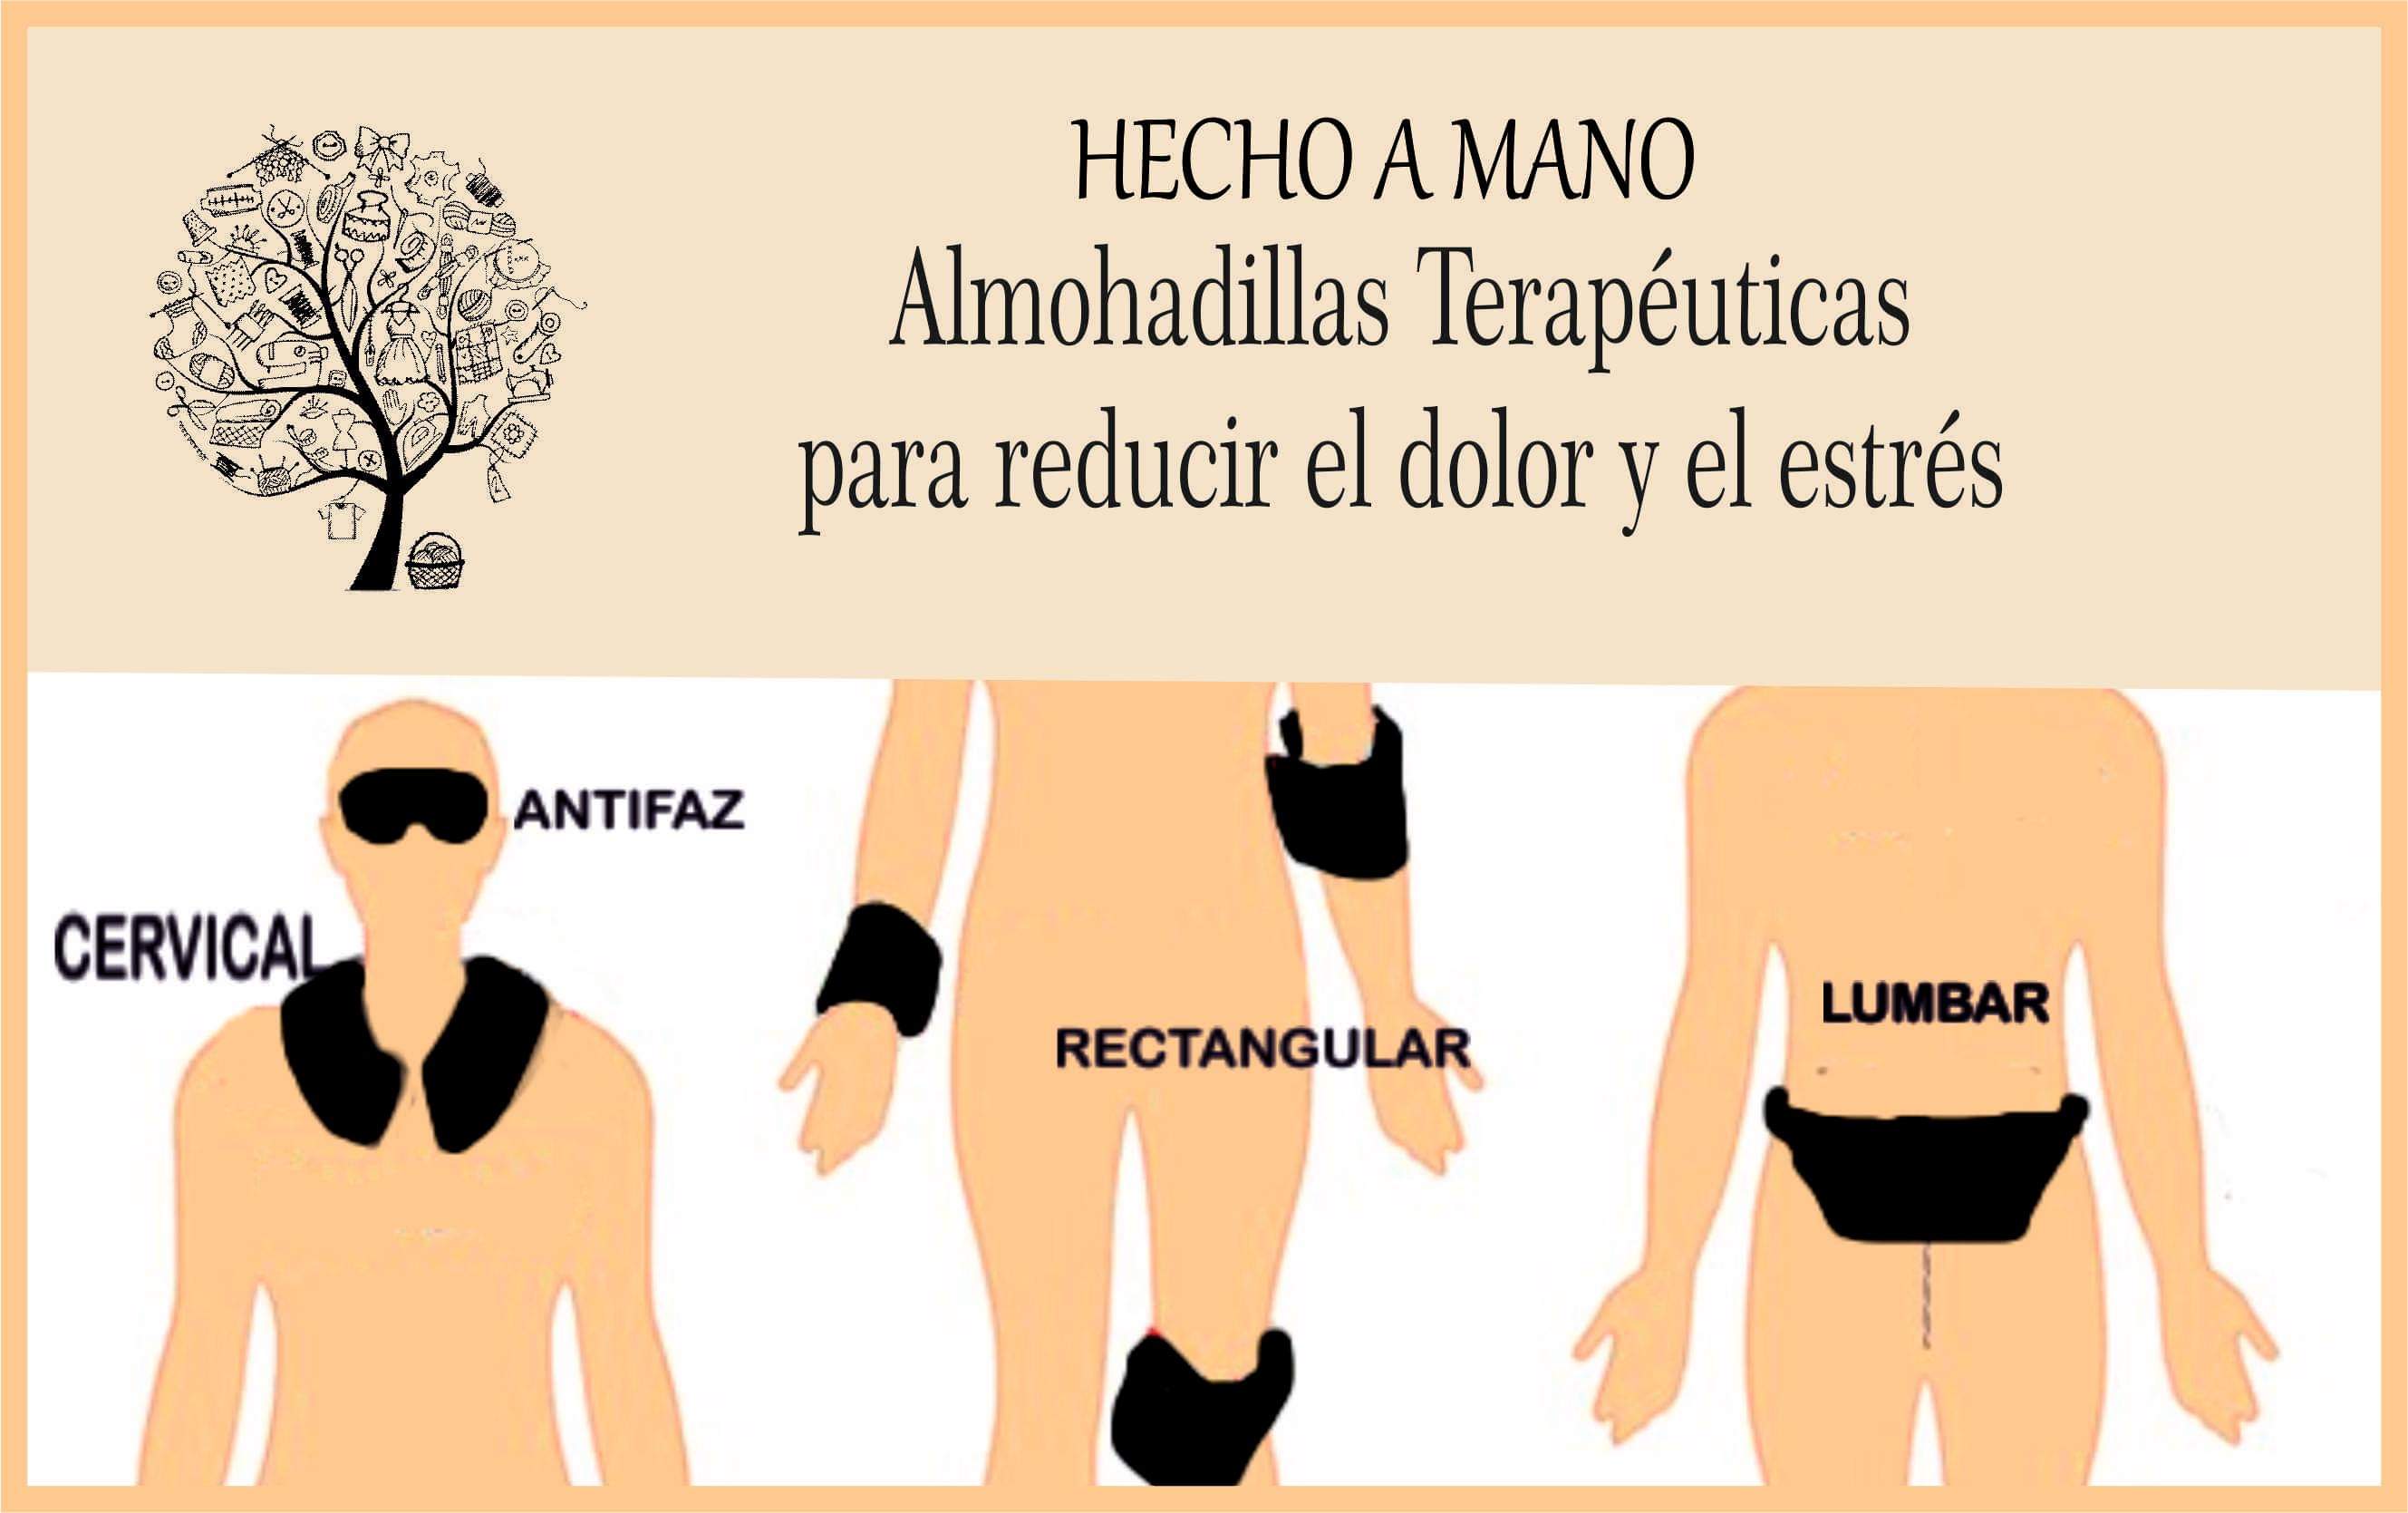 HECHO A MANO
Almohadillas Terapéuticas
para reducir el dolor y el estrés
ANTIFAZ
CERVICAL
RECTANGULAR
LUMBAR